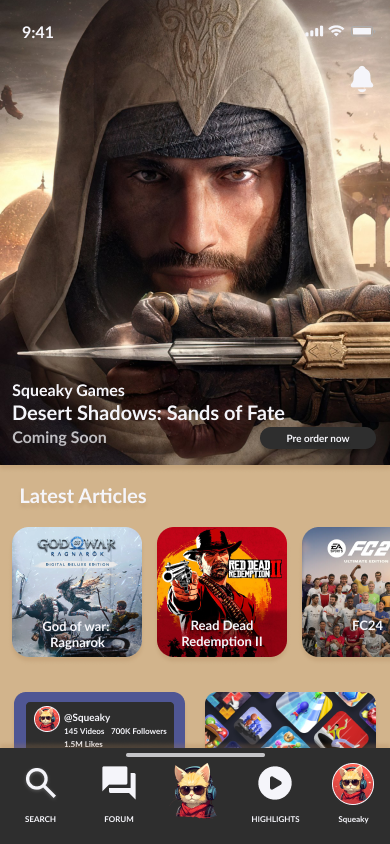 9:41
Squeaky Games
Desert Shadows: Sands of Fate
Coming Soon
Pre order now
Latest Articles
GOD OF WAR
RAGNARÖK
DIGITAL DELUXE EDITION
God of war:
Ragnarok
RED DEAD
REDEMPTION II
Read Dead
Redemption II
EA
SPORTS
FC2
ULTIMATE EDITION
FC24
@Squeaky
145 Videos 700K Followers
1.5M Likes
SEARCH
FORUM
HIGHLIGHTS
Squeaky